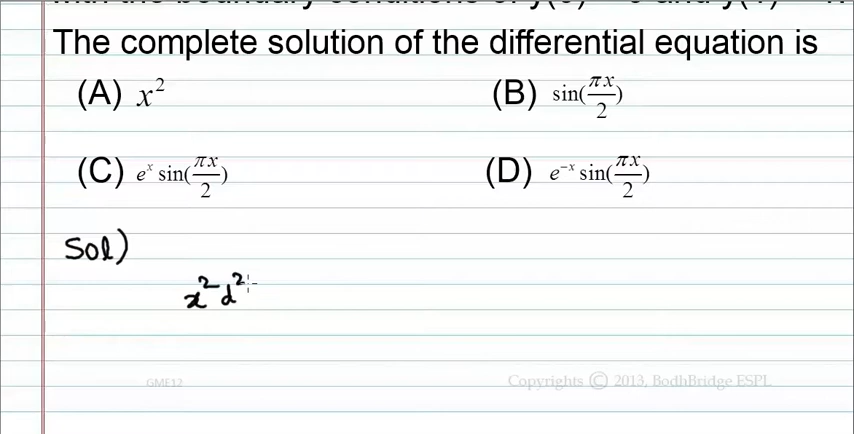 The complete solution of the differential equation is
(A) x² (B) sin(πx/2)
(C) eˣ sin(πx/2) (D) e⁻ˣ sin(πx/2)
Sol)
x²d²
GME12 Copyrights © 2013, BodhBridge ESPL